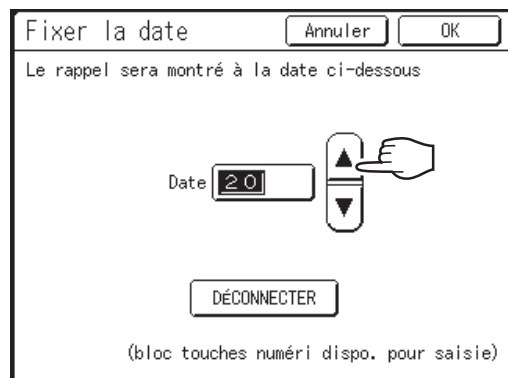 Fixer la date
Annuler
OK
Le rappel sera montré à la date ci-dessous
Date 20
▲
▼
DÉCONNECTER
(bloc touches numéri dispo. pour saisie)